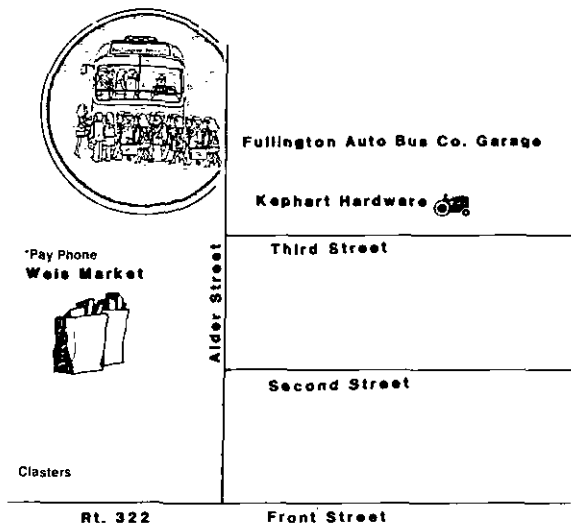 Fullington Auto Bus Co. Garage
Kephart Hardware
*Pay Phone
Weis Market
Third Street
Alder Street
Second Street
Clasters
Rt. 322
Front Street